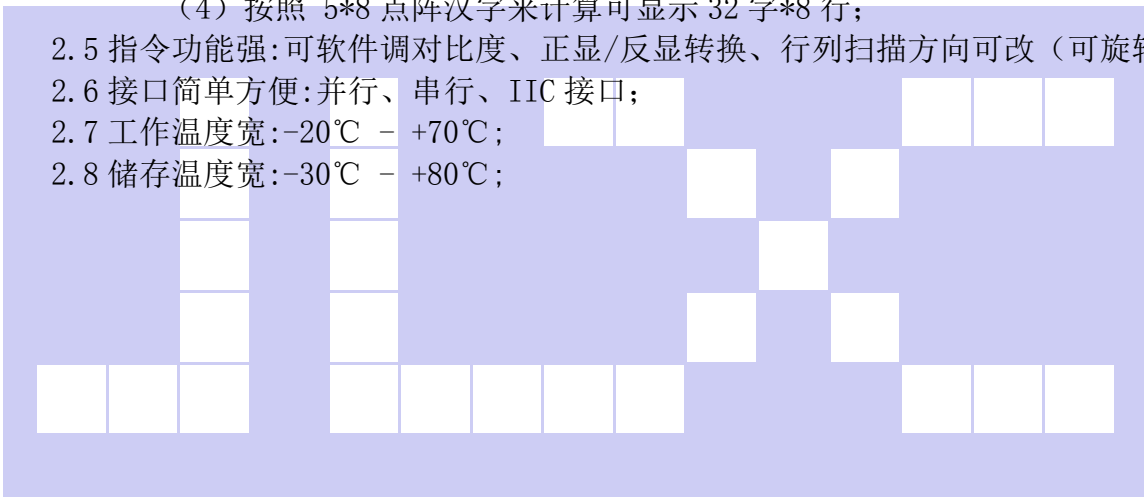 (4) 按照 5*8 点阵汉字来计算可显示 32 字*8 行;
2.5 指令功能强:可软件调对比度、正显/反显转换、行列扫描方向可改（可旋转
2.6 接口简单方便:并行、串行、IIC 接口;
2.7 工作温度宽:-20℃ - +70℃;
2.8 储存温度宽:-30℃ - +80℃;